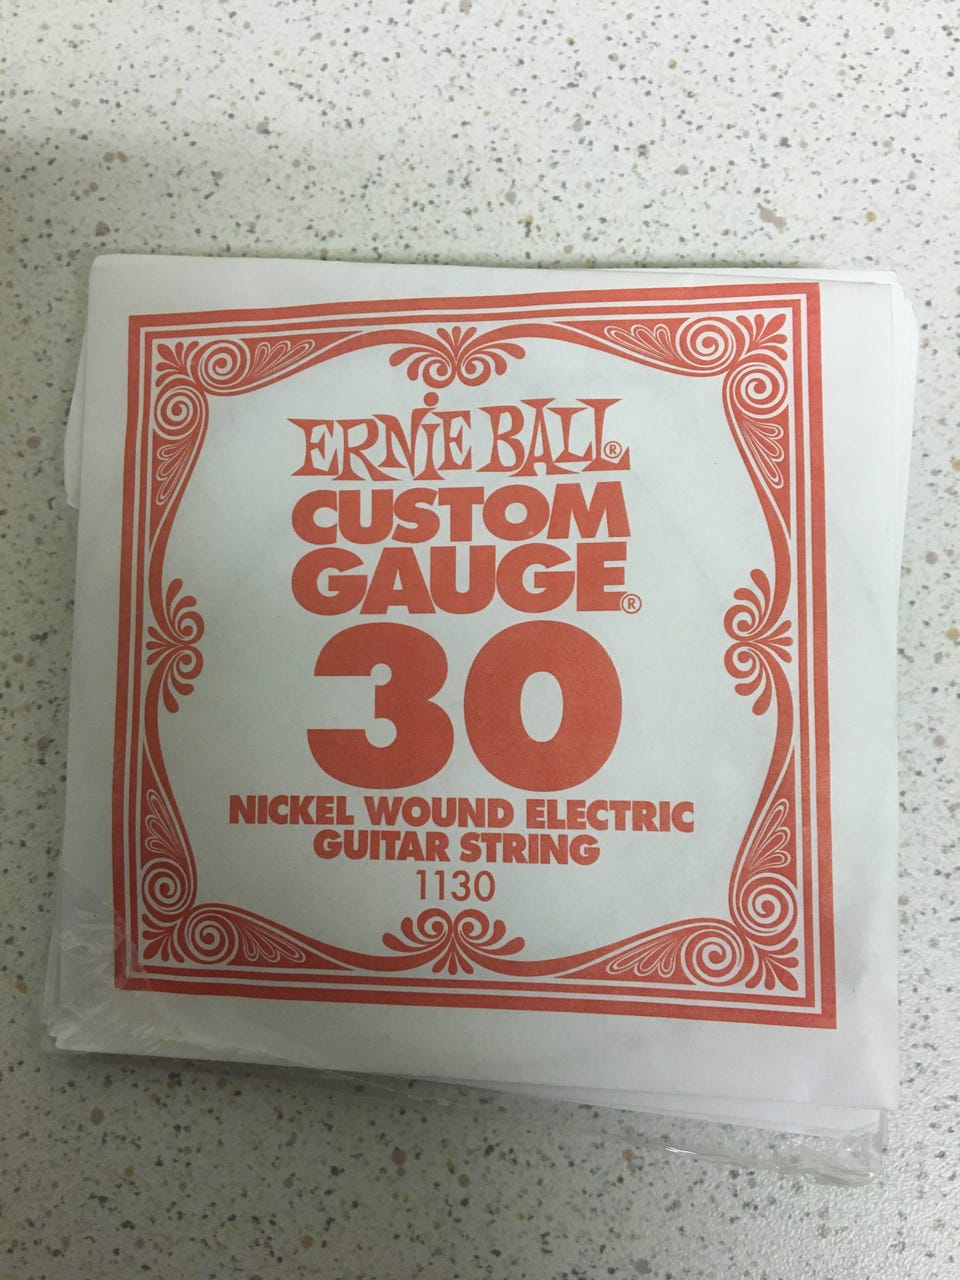 ERNiE BALL®
CUSTOM
GAUGE®
30
NICKEL WOUND ELECTRIC
GUITAR STRING
1130